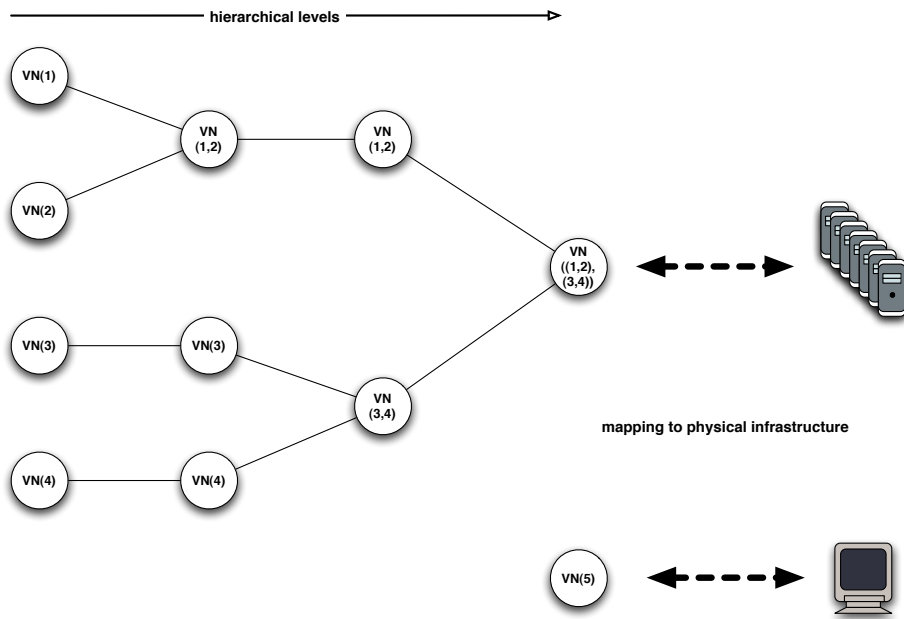 hierarchical levels
VN(1)
VN
(1,2)
VN
(1,2)
VN(2)
VN
((1,2),
(3,4))
VN(3)
VN(3)
VN
(3,4)
mapping to physical infrastructure
VN(4)
VN(4)
VN(5)